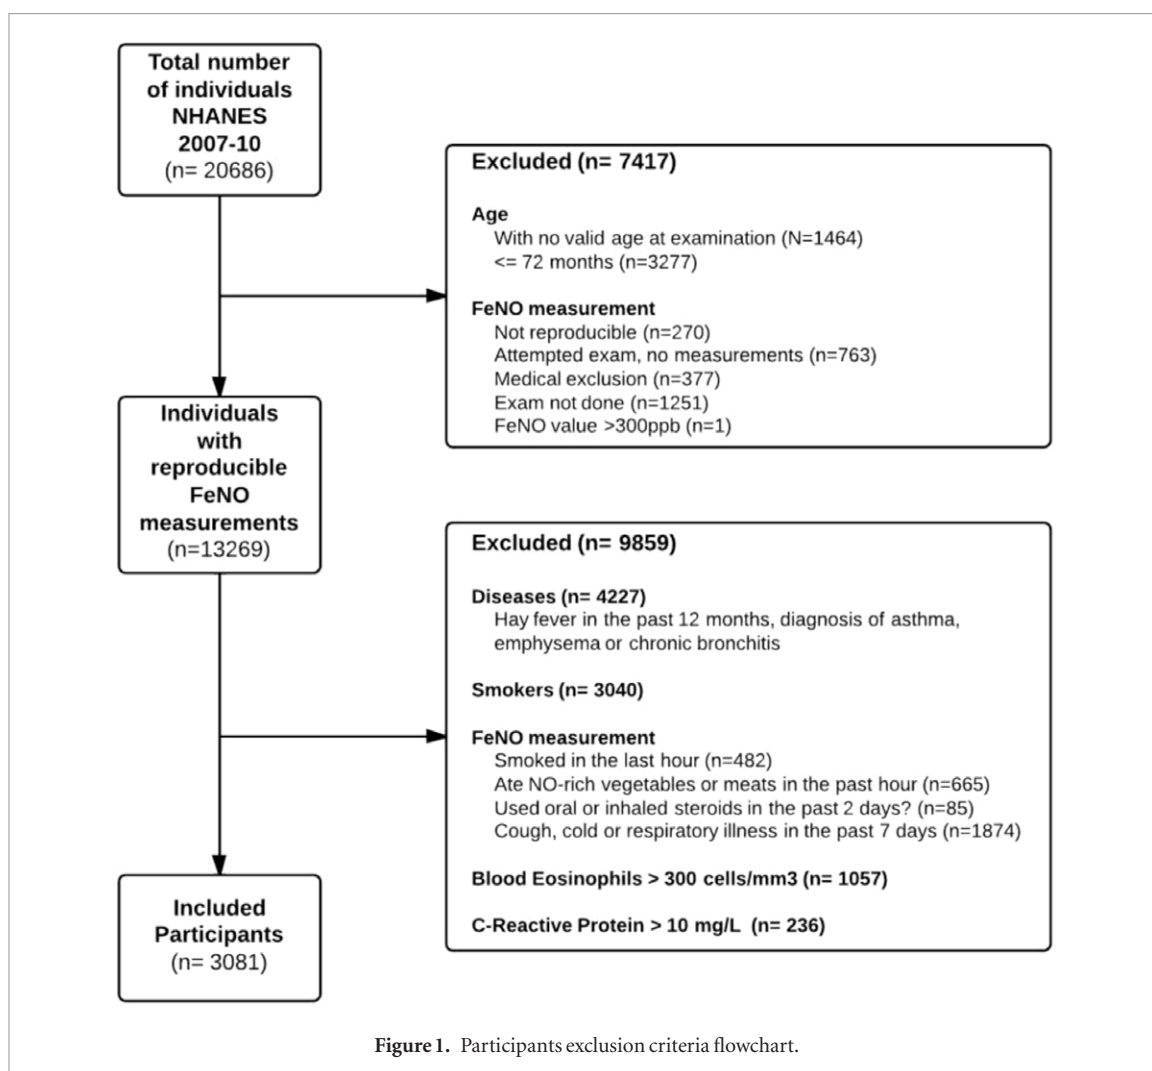 Total number
of individuals
NHANES
2007-10
(n= 20686)
Excluded (n= 7417)
Age
With no valid age at examination (N=1464)
<= 72 months (n=3277)
FeNO measurement
Not reproducible (n=270)
Attempted exam, no measurements (n=763)
Medical exclusion (n=377)
Exam not done (n=1251)
FeNO value >300ppb (n=1)
Individuals
with
reproducible
FeNO
measurements
(n=13269)
Excluded (n= 9859)
Diseases (n= 4227)
Hay fever in the past 12 months, diagnosis of asthma,
emphysema or chronic bronchitis
Smokers (n= 3040)
FeNO measurement
Smoked in the last hour (n=482)
Ate NO-rich vegetables or meats in the past hour (n=665)
Used oral or inhaled steroids in the past 2 days? (n=85)
Cough, cold or respiratory illness in the past 7 days (n=1874)
Blood Eosinophils > 300 cells/mm3 (n= 1057)
C-Reactive Protein > 10 mg/L (n= 236)
Included
Participants
(n= 3081)
Figure 1. Participants exclusion criteria flowchart.